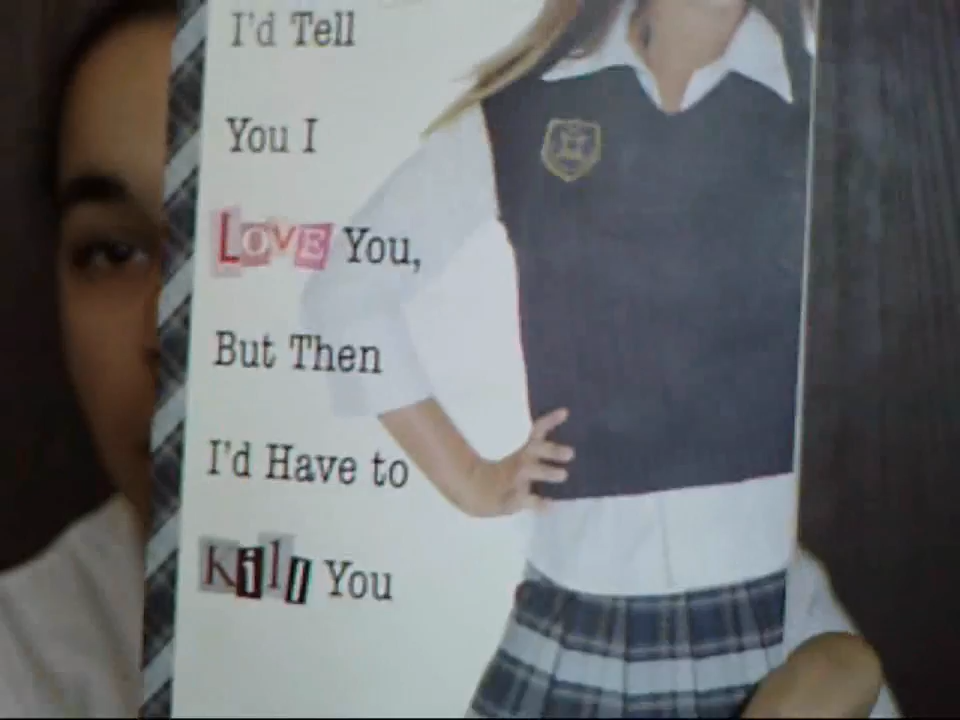 I'd Tell
You I
LOVE You,
But Then
I'd Have to
Kill You